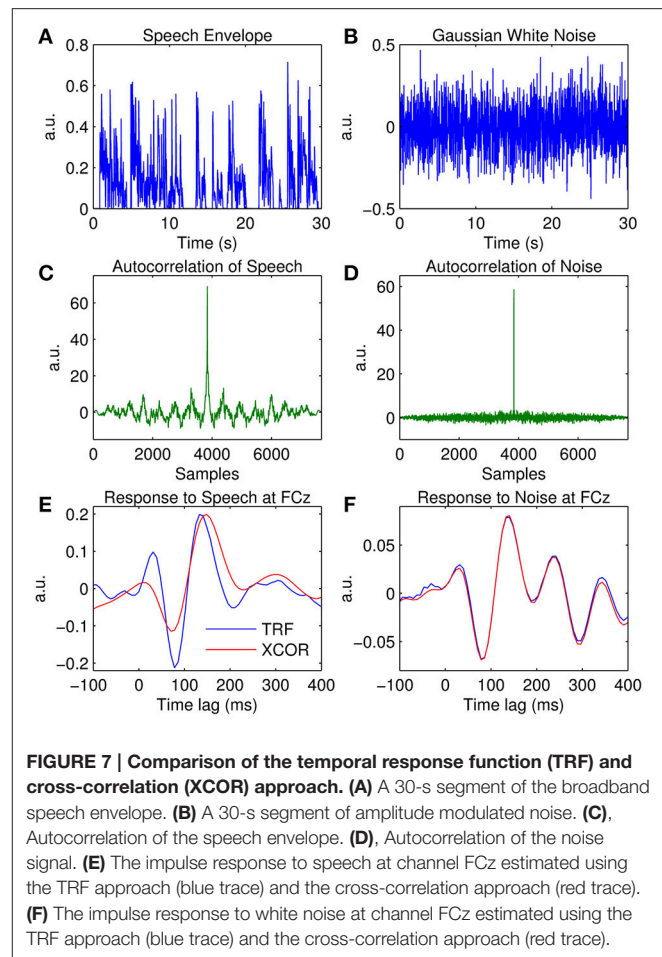 A
Speech Envelope
0.8
0.6
0.4
0.2
0
a.u.
0 10 20 30
Time (s)
B
Gaussian White Noise
0.5
0
−0.5
a.u.
0 10 20 30
Time (s)
C
Autocorrelation of Speech
60
40
20
0
a.u.
0 2000 4000 6000
Samples
D
Autocorrelation of Noise
60
40
20
0
a.u.
0 2000 4000 6000
Samples
E
Response to Speech at FCz
0.2
0.1
0
−0.1
−0.2
a.u.
TRF
XCOR
−100 0 100 200 300 400
Time lag (ms)
F
Response to Noise at FCz
0.05
0
−0.05
a.u.
−100 0 100 200 300 400
Time lag (ms)
FIGURE 7 | Comparison of the temporal response function (TRF) and
cross-correlation (XCOR) approach. (A) A 30-s segment of the broadband
speech envelope. (B) A 30-s segment of amplitude modulated noise. (C),
Autocorrelation of the speech envelope. (D), Autocorrelation of the noise
signal. (E) The impulse response to speech at channel FCz estimated using
the TRF approach (blue trace) and the cross-correlation approach (red trace).
(F) The impulse response to white noise at channel FCz estimated using the
TRF approach (blue trace) and the cross-correlation approach (red trace).